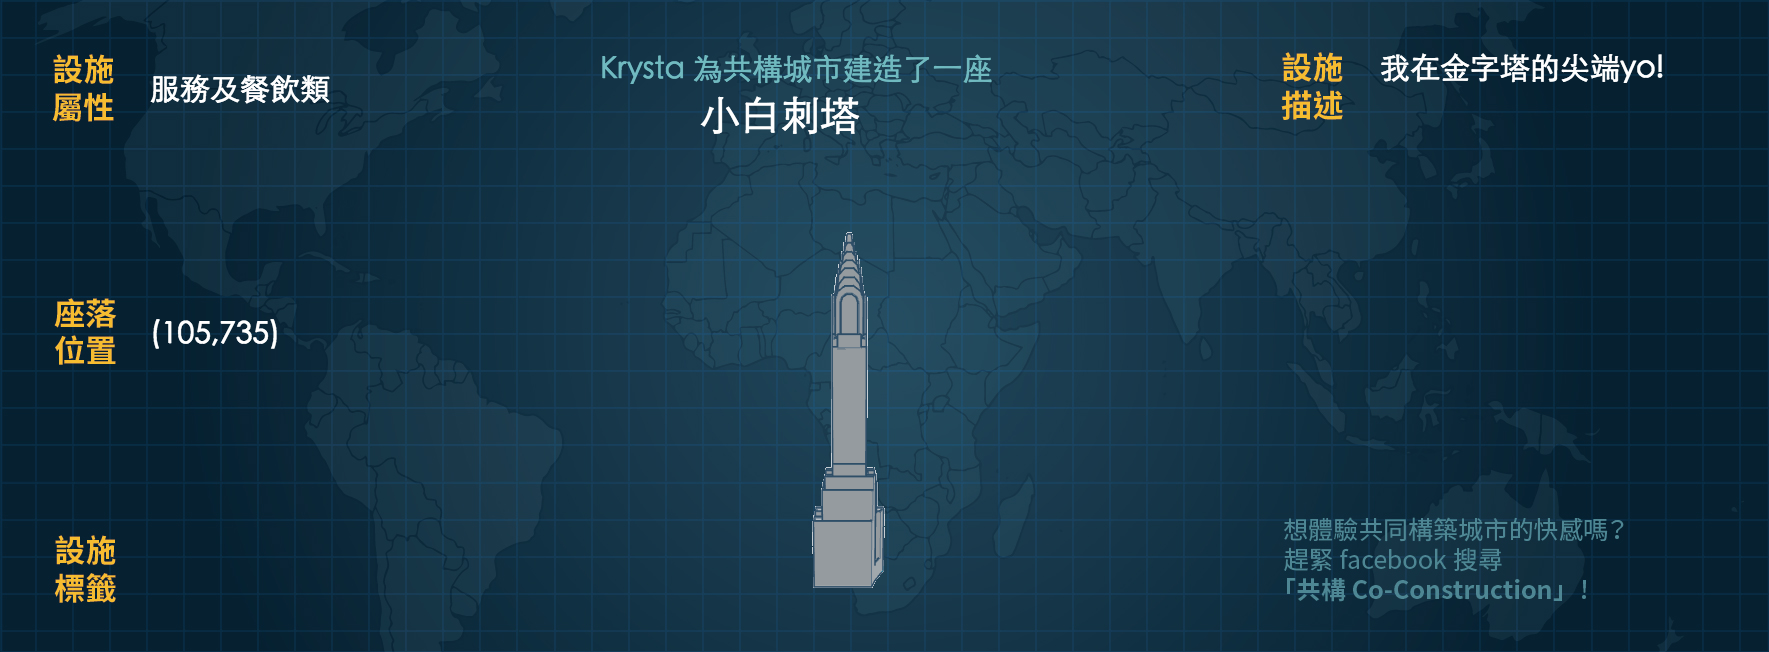 設施
屬性
服務及餐飲類
Krysta 為共構城市建造了一座
小白刺塔
設施
描述
我在金字塔的尖端yo!
座落
位置
(105,735)
設施
標籤
想體驗共同構築城市的快感嗎?
趕緊 facebook 搜尋
「共構 Co-Construction」!